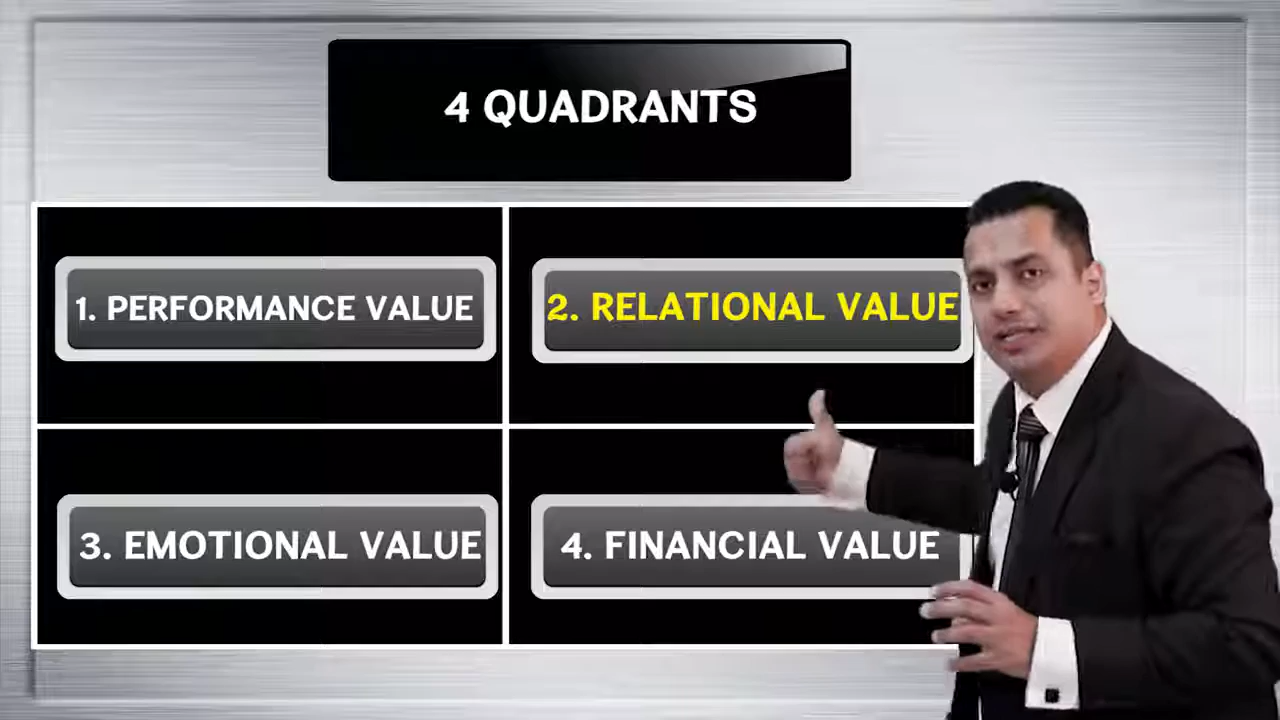 4 QUADRANTS
1. PERFORMANCE VALUE
2. RELATIONAL VALUE
3. EMOTIONAL VALUE
4. FINANCIAL VALUE